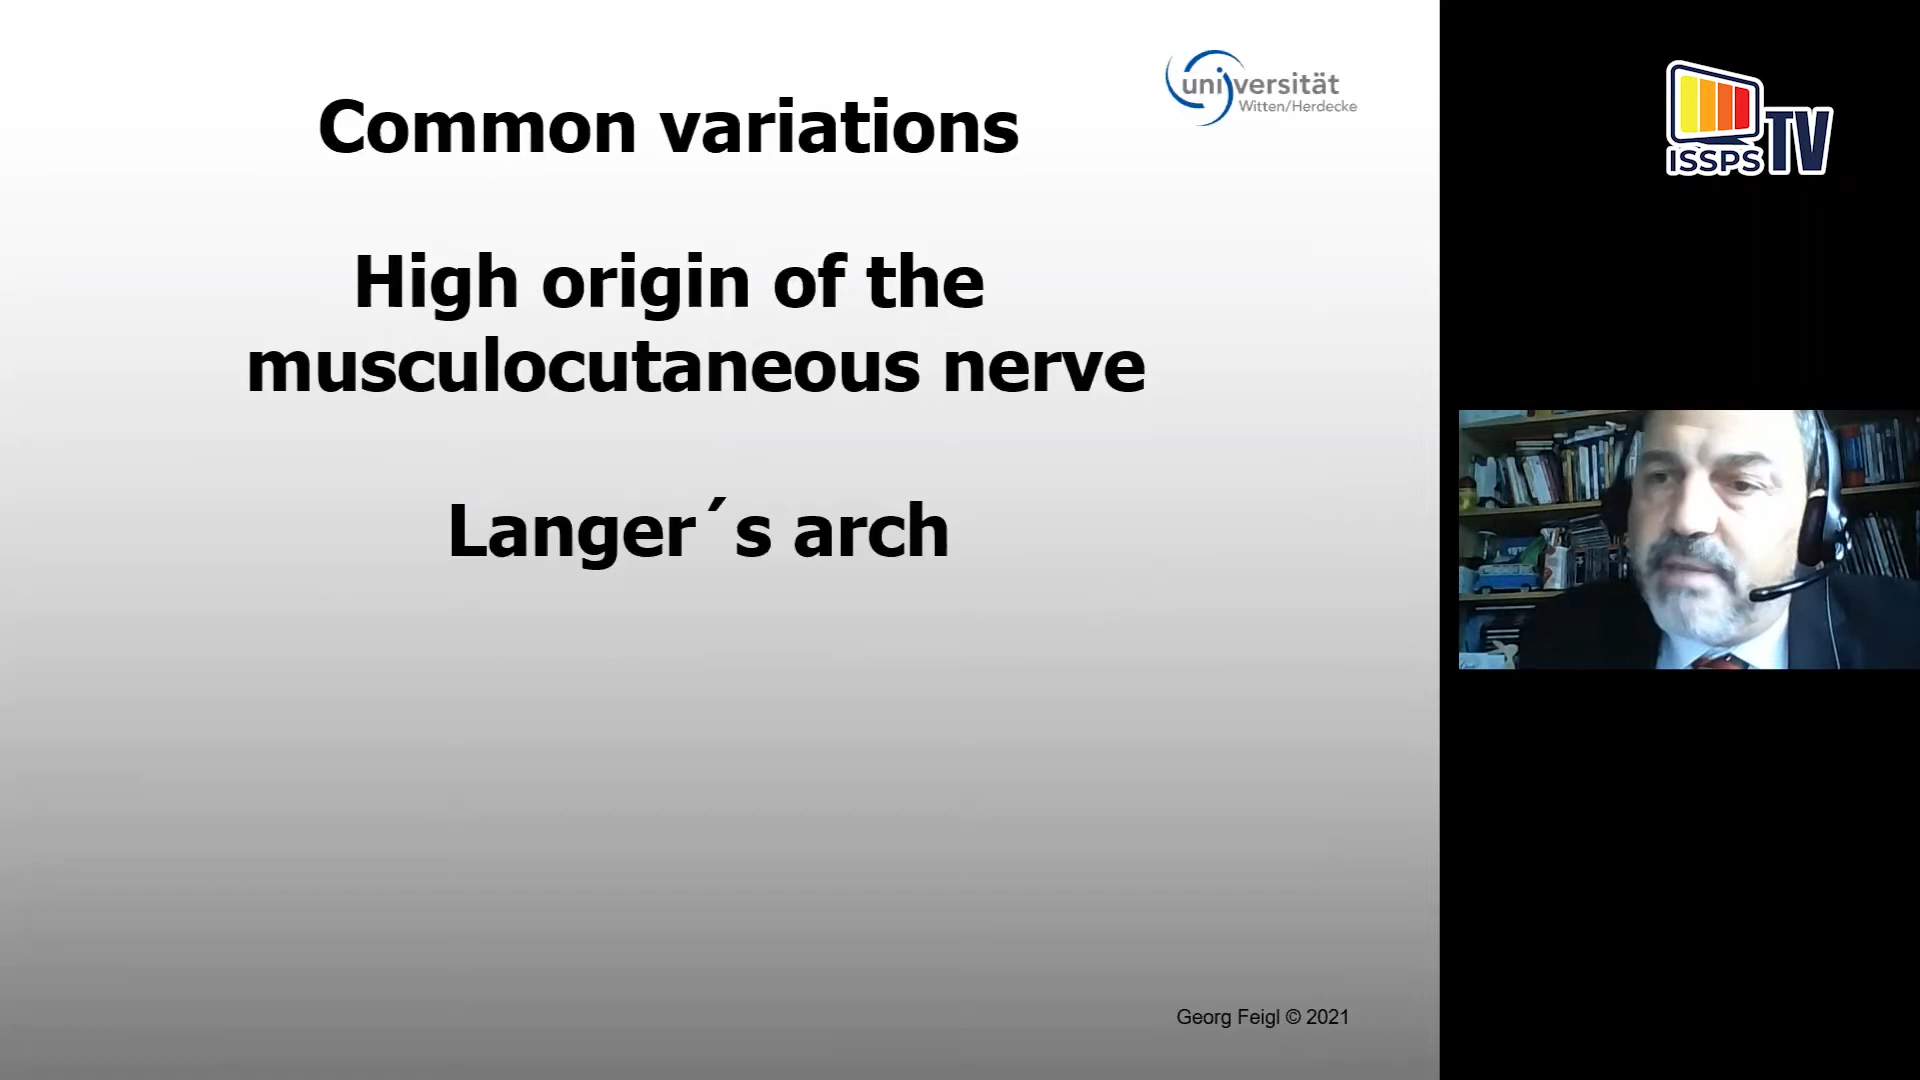 Common variations
universität
Witten/Herdecke
High origin of the
musculocutaneous nerve
Langer´s arch
Georg Feigl © 2021
ISSPS TV